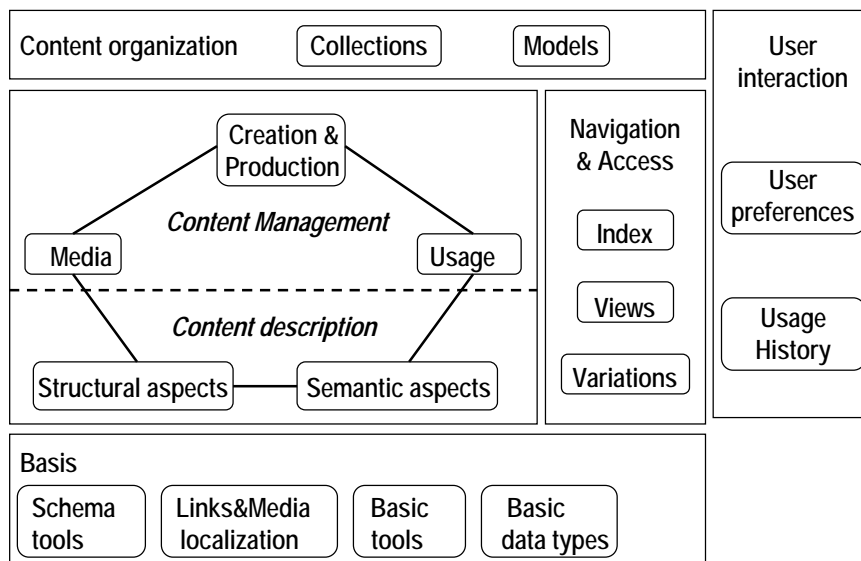 Content organization
Collections
Models
Creation &
Production
Content Management
Media
Usage
Content description
Structural aspects
Semantic aspects
Navigation
& Access
Index
Views
Variations
User
interaction
User
preferences
Usage
History
Basis
Schema
tools
Links&Media
localization
Basic
tools
Basic
data types